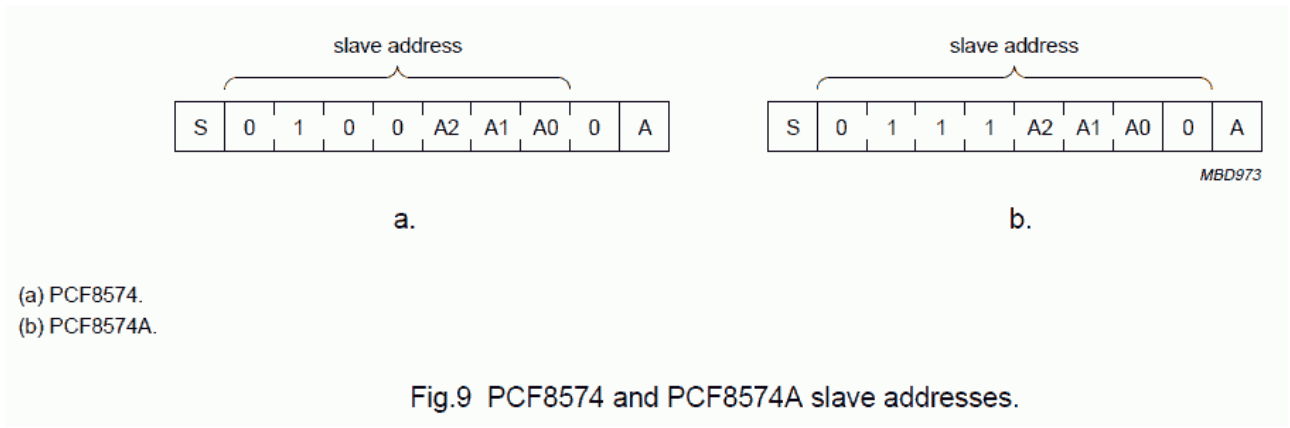 slave address
slave address
S 0 1 0 0 A2 A1 A0 0 A
S 0 1 1 1 A2 A1 A0 0 A
MBD973
a.
b.
(a) PCF8574.
(b) PCF8574A.
Fig.9 PCF8574 and PCF8574A slave addresses.